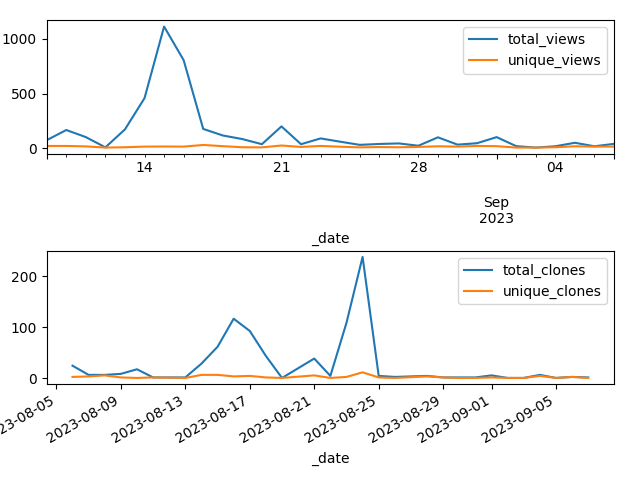 1000
500
0
total_views
unique_views
14
21
28
04
Sep
2023
_date
200
100
0
total_clones
unique_clones
23-08-05
2023-08-09
2023-08-13
2023-08-17
2023-08-21
2023-08-25
2023-08-29
2023-09-01
2023-09-05
_date